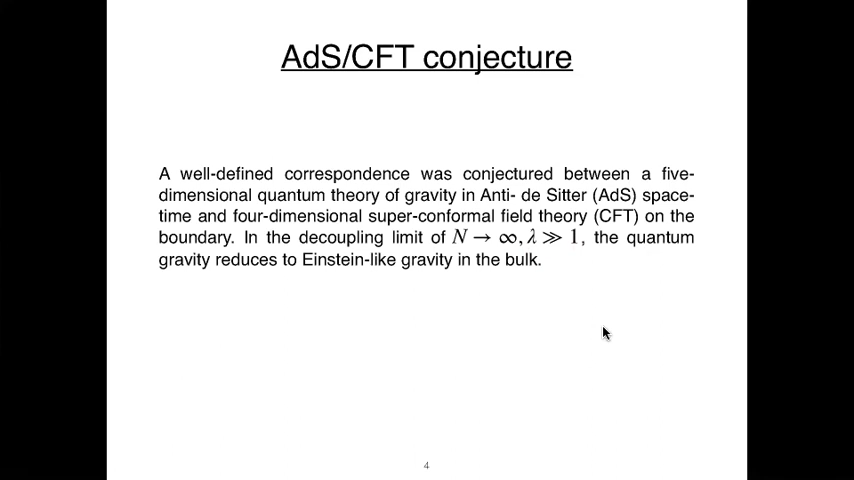 AdS/CFT conjecture
A well-defined correspondence was conjectured between a five-
dimensional quantum theory of gravity in Anti- de Sitter (AdS) space-
time and four-dimensional super-conformal field theory (CFT) on the
boundary. In the decoupling limit of N → ∞, λ ≫ 1, the quantum
gravity reduces to Einstein-like gravity in the bulk.
4